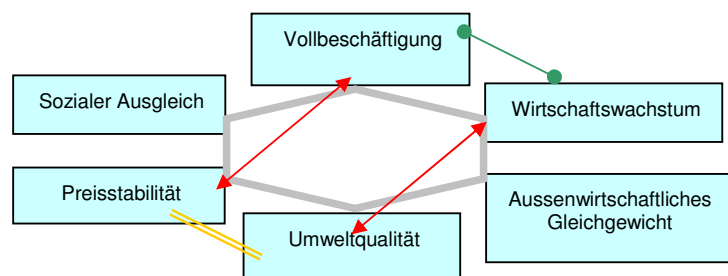 Vollbeschäftigung
Sozialer Ausgleich
Wirtschaftswachstum
Preisstabilität
Aussenwirtschaftliches
Gleichgewicht
Umweltqualität